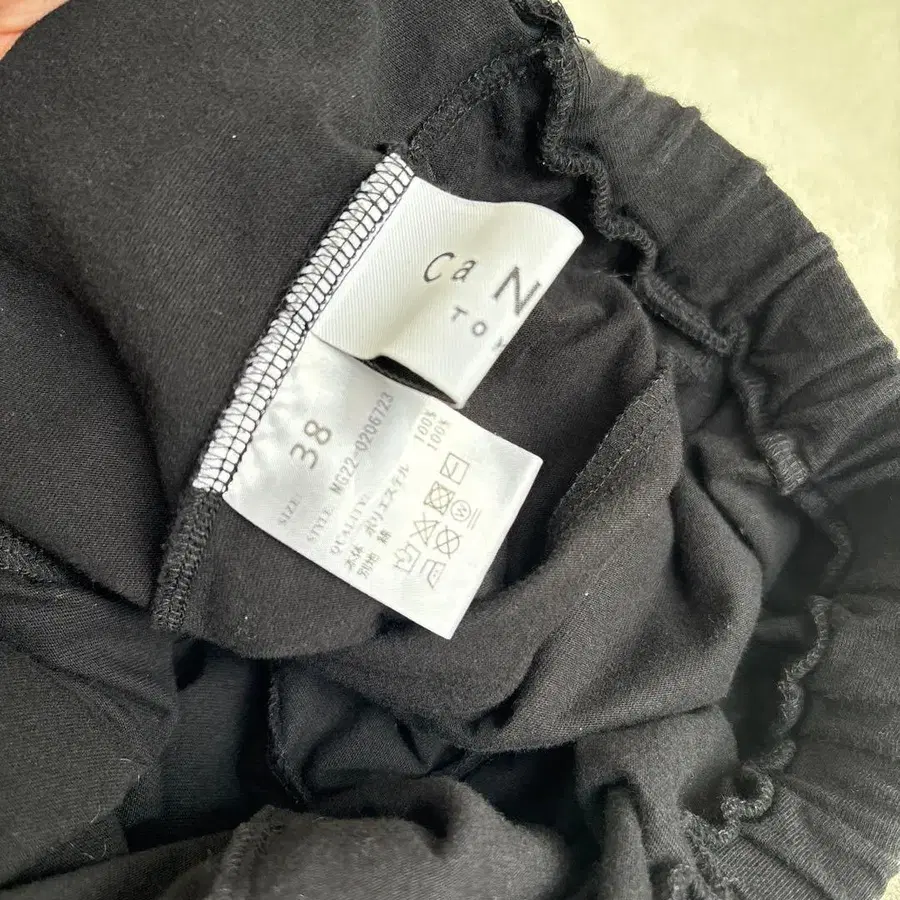 Ca N
TO
SIZE: 38
STYLE: MG22-0206723
QUALITY:
本体 ポリエステル 100%
別地 綿 100%